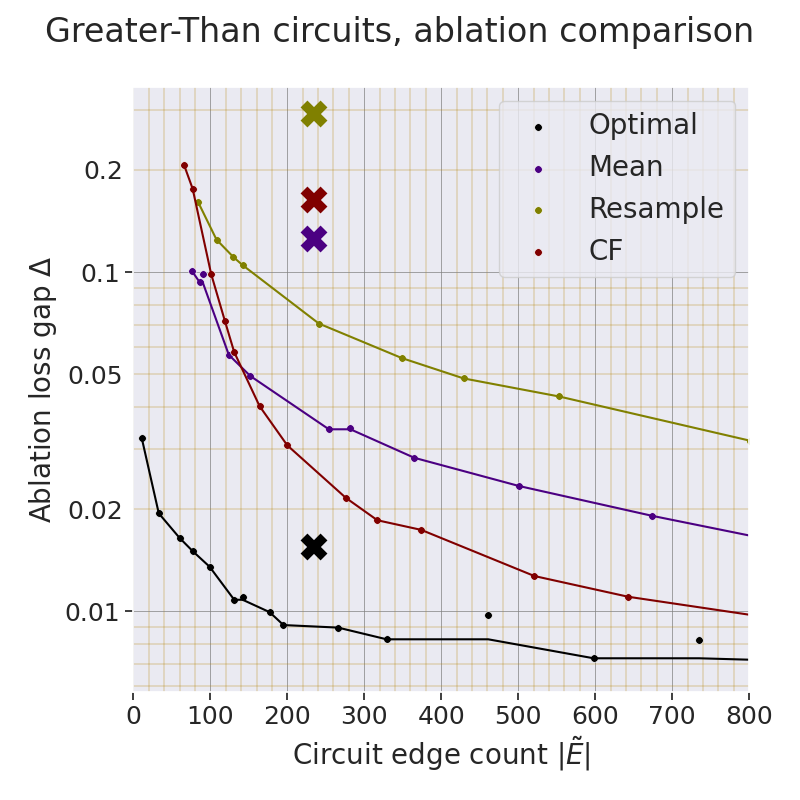 Greater-Than circuits, ablation comparison
Optimal
Mean
Resample
CF
Ablation loss gap Δ
0.2
0.1
0.05
0.02
0.01
0 100 200 300 400 500 600 700 800
Circuit edge count |Ẽ|